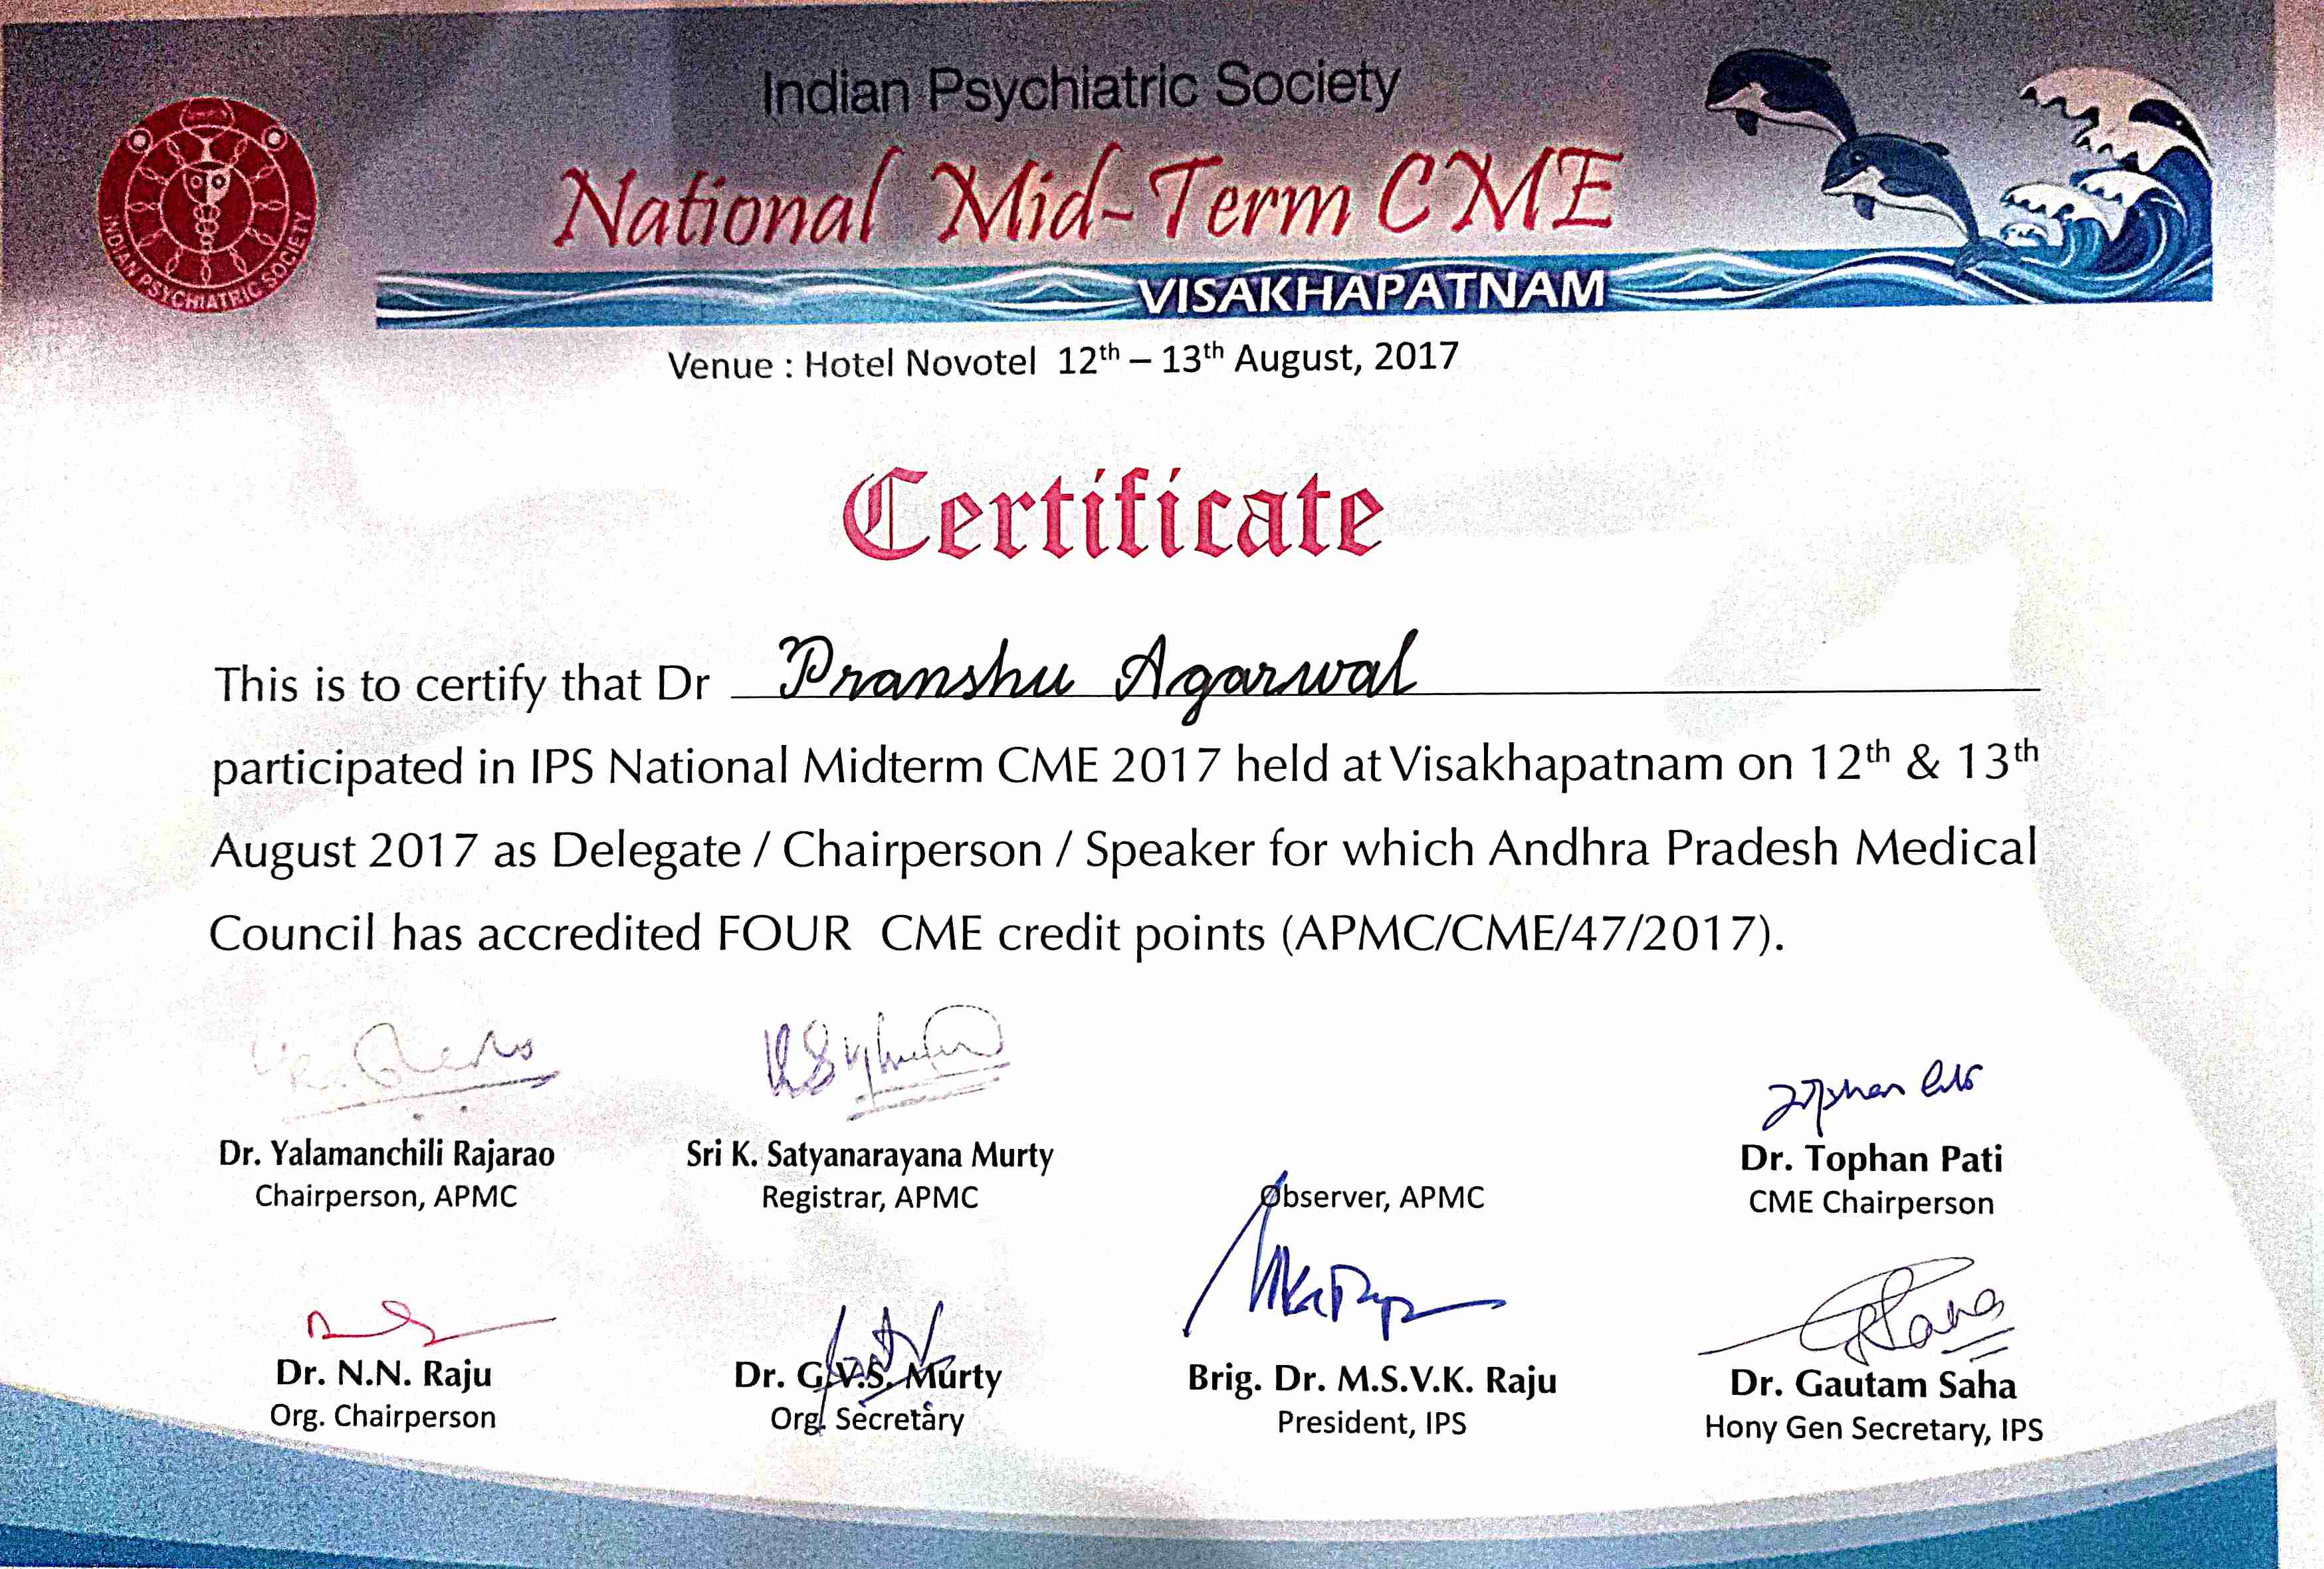 Indian Psychiatric Society
National Mid-Term CME
INDIAN PSYCHIATRIC SOCIETY
VISAKHAPATNAM
Venue : Hotel Novotel 12th – 13th August, 2017
Certificate
This is to certify that Dr Pranshu Agarwal
participated in IPS National Midterm CME 2017 held at Visakhapatnam on 12th & 13th
August 2017 as Delegate / Chairperson / Speaker for which Andhra Pradesh Medical
Council has accredited FOUR CME credit points (APMC/CME/47/2017).
Dr. Yalamanchili Rajarao
Chairperson, APMC
Sri K. Satyanarayana Murty
Registrar, APMC
Observer, APMC
Dr. Tophan Pati
CME Chairperson
Dr. N.N. Raju
Org. Chairperson
Dr. G.V.S. Murty
Org. Secretary
Brig. Dr. M.S.V.K. Raju
President, IPS
Dr. Gautam Saha
Hony Gen Secretary, IPS